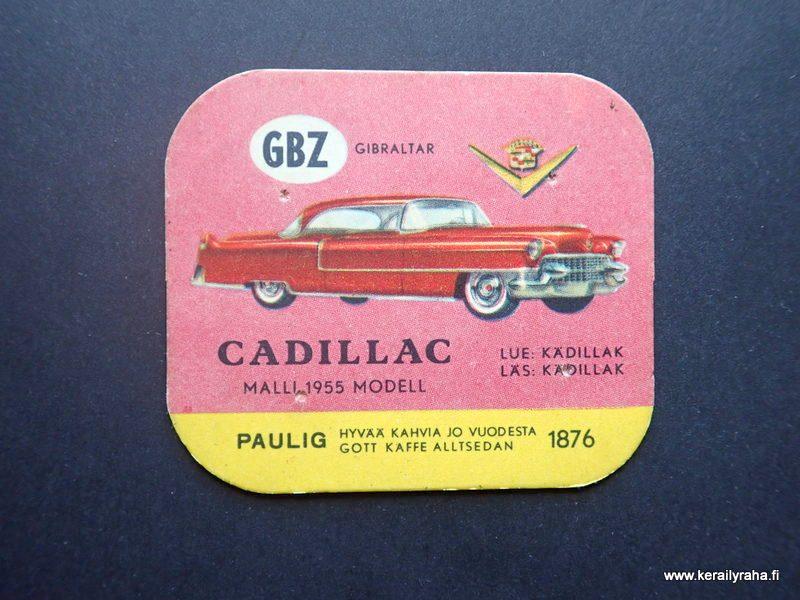 GBZ GIBRALTAR
CADILLAC
MALLI 1955 MODELL
LUE: KÄDILLAK
LÄS: KÄDILLAK
PAULIG
HYVÄÄ KAHVIA JO VUODESTA
GOTT KAFFE ALLTSEDAN
1876
www.kerailyraha.fi